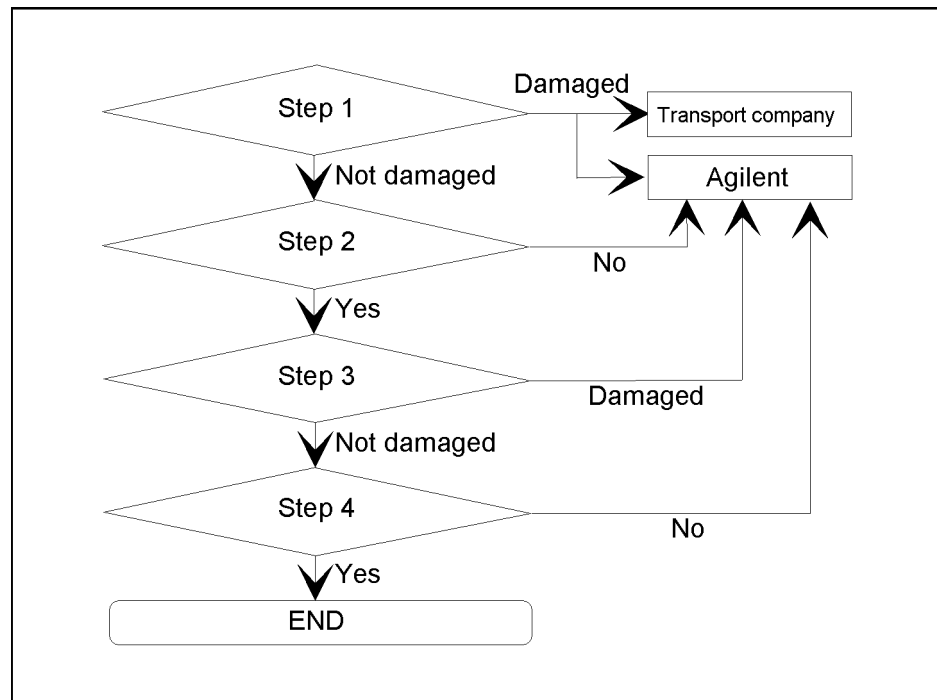 Damaged
Step 1
Transport company
Not damaged
Agilent
Step 2
No
Yes
Step 3
Damaged
Not damaged
Step 4
No
Yes
END